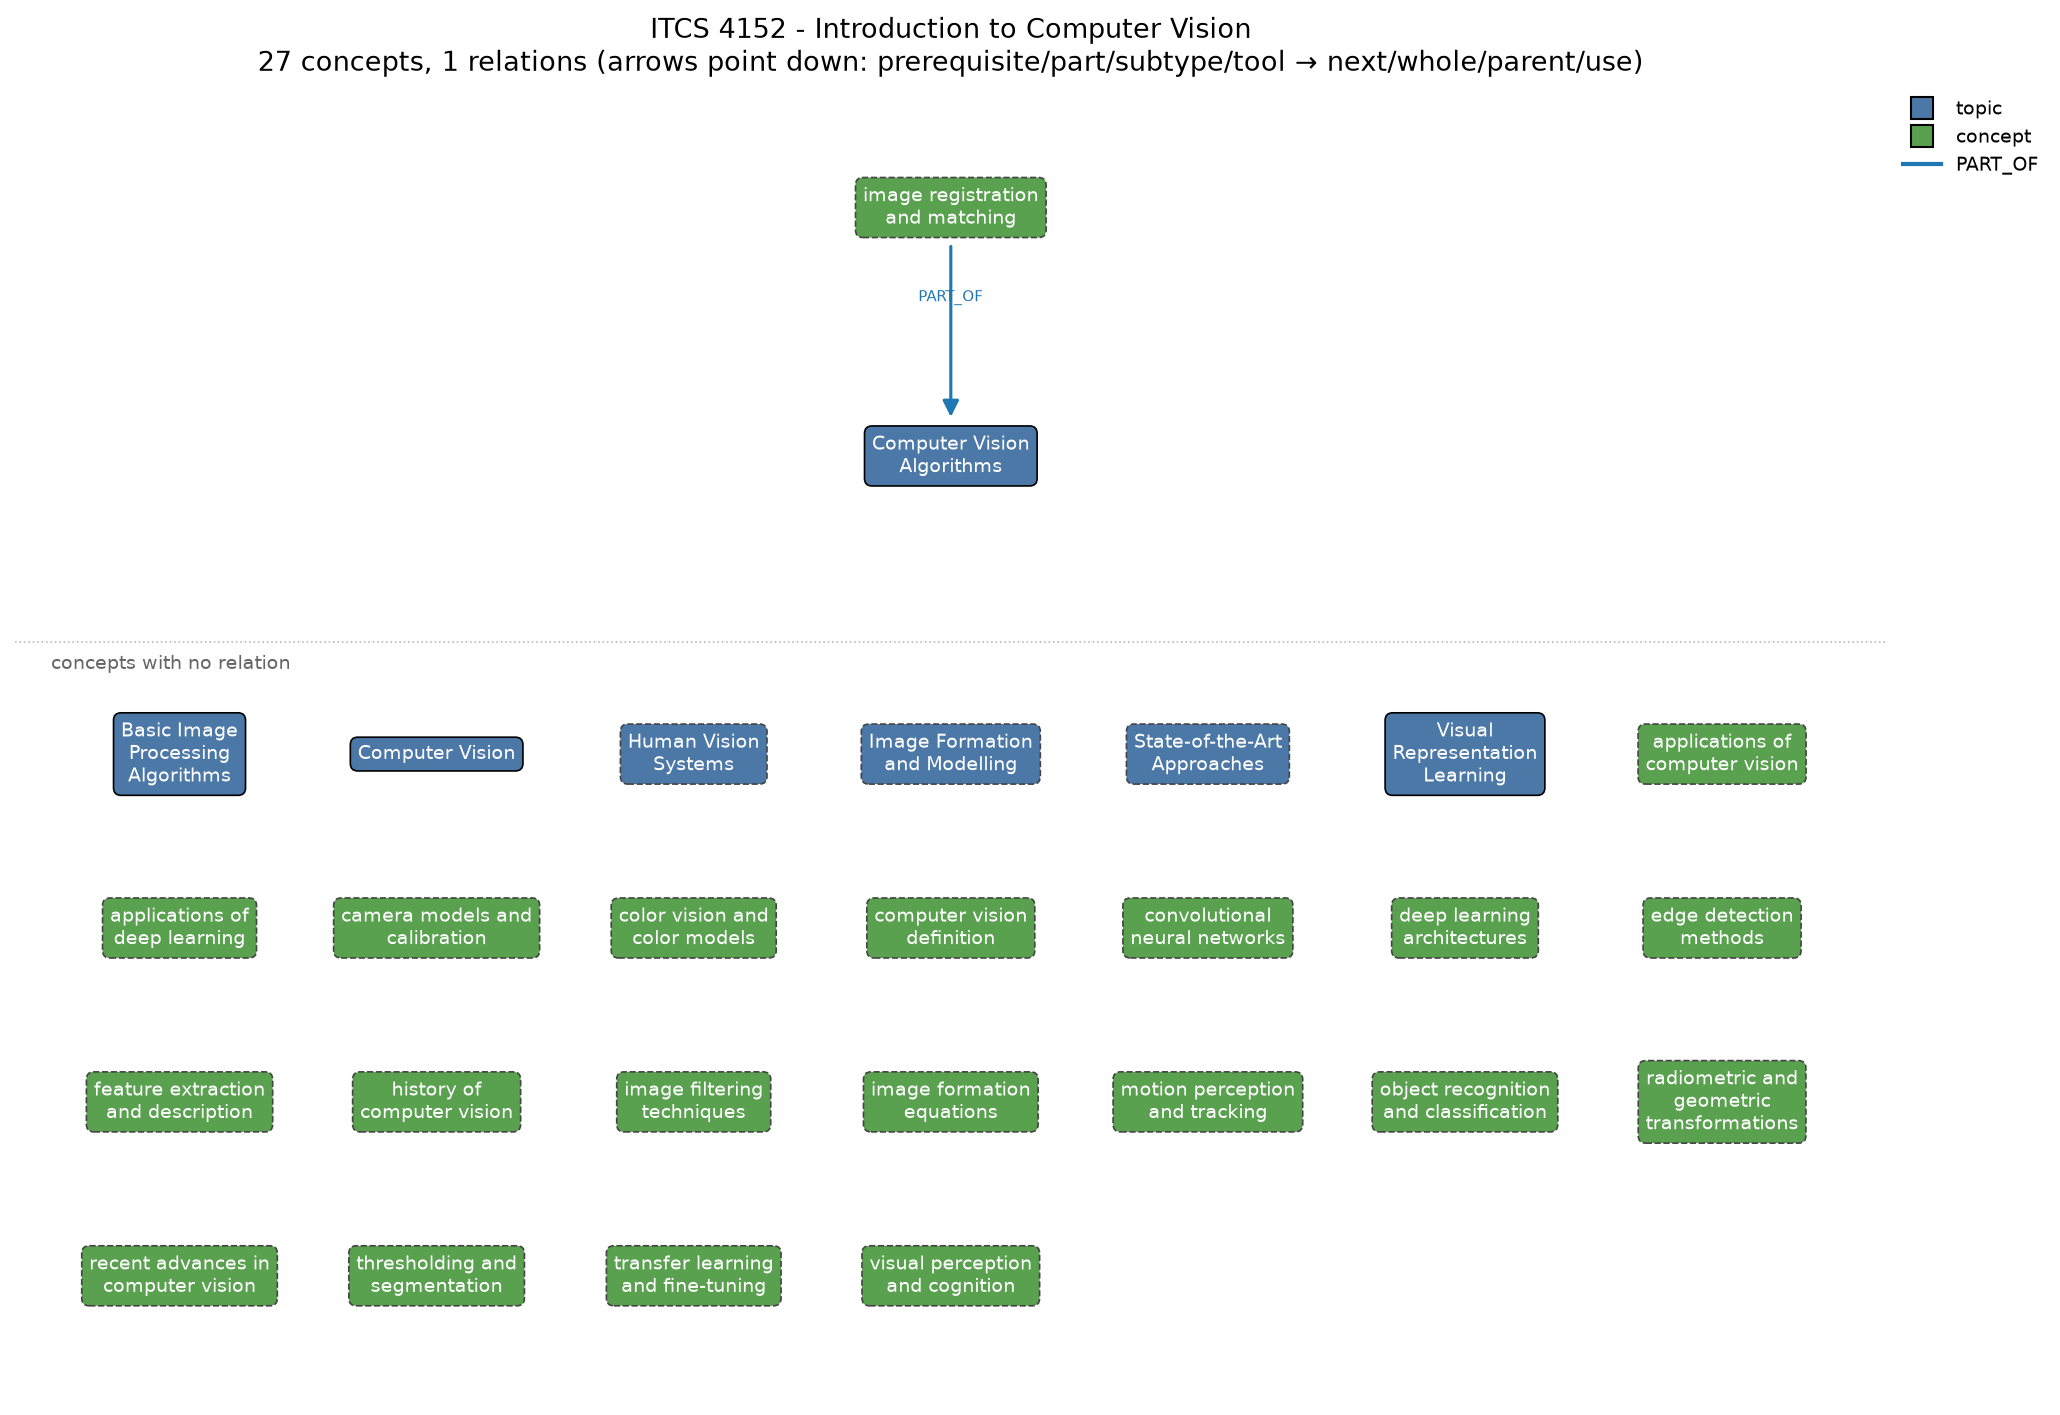 ITCS 4152 - Introduction to Computer Vision
27 concepts, 1 relations (arrows point down: prerequisite/part/subtype/tool → next/whole/parent/use)
topic
concept
PART_OF
image registration
and matching
PART_OF
Computer Vision
Algorithms
concepts with no relation
Basic Image
Processing
Algorithms
Computer Vision
Human Vision
Systems
Image Formation
and Modelling
State-of-the-Art
Approaches
Visual
Representation
Learning
applications of
computer vision
applications of
deep learning
camera models and
calibration
color vision and
color models
computer vision
definition
convolutional
neural networks
deep learning
architectures
edge detection
methods
feature extraction
and description
history of
computer vision
image filtering
techniques
image formation
equations
motion perception
and tracking
object recognition
and classification
radiometric and
geometric
transformations
recent advances in
computer vision
thresholding and
segmentation
transfer learning
and fine-tuning
visual perception
and cognition